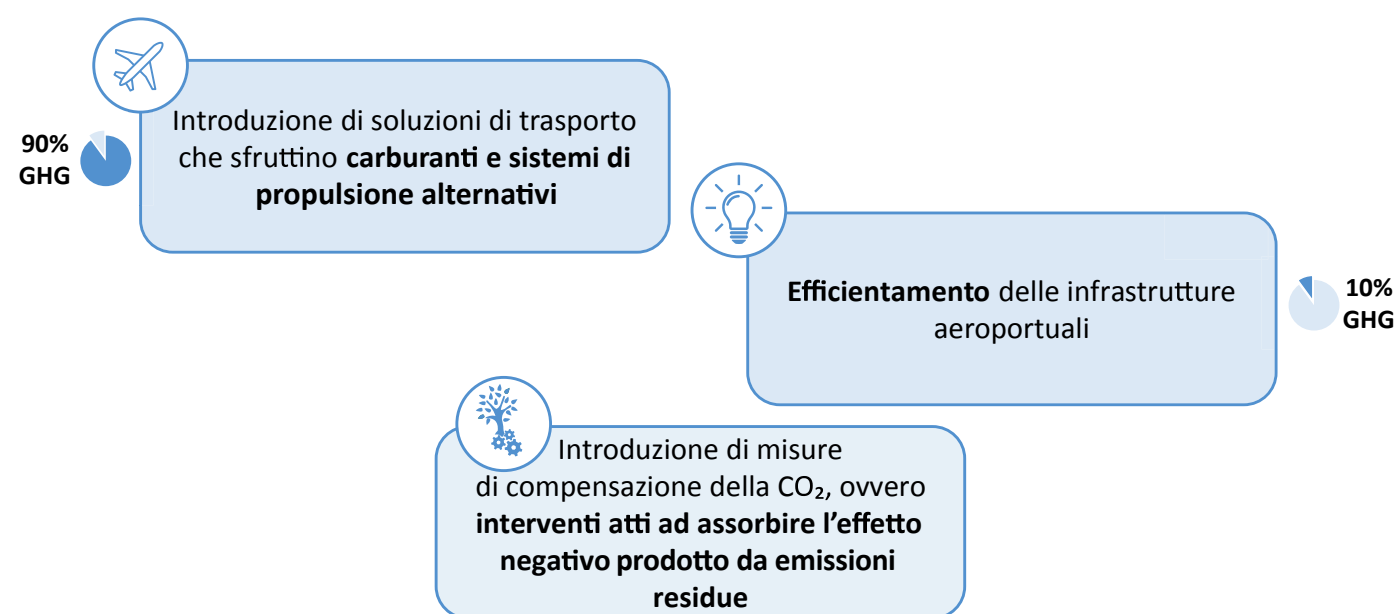 Introduzione di soluzioni di trasporto
che sfruttino carburanti e sistemi di
propulsione alternativi
90%
GHG
Efficientamento delle infrastrutture
aeroportuali
10%
GHG
Introduzione di misure
di compensazione della CO₂, ovvero
interventi atti ad assorbire l’effetto
negativo prodotto da emissioni
residue